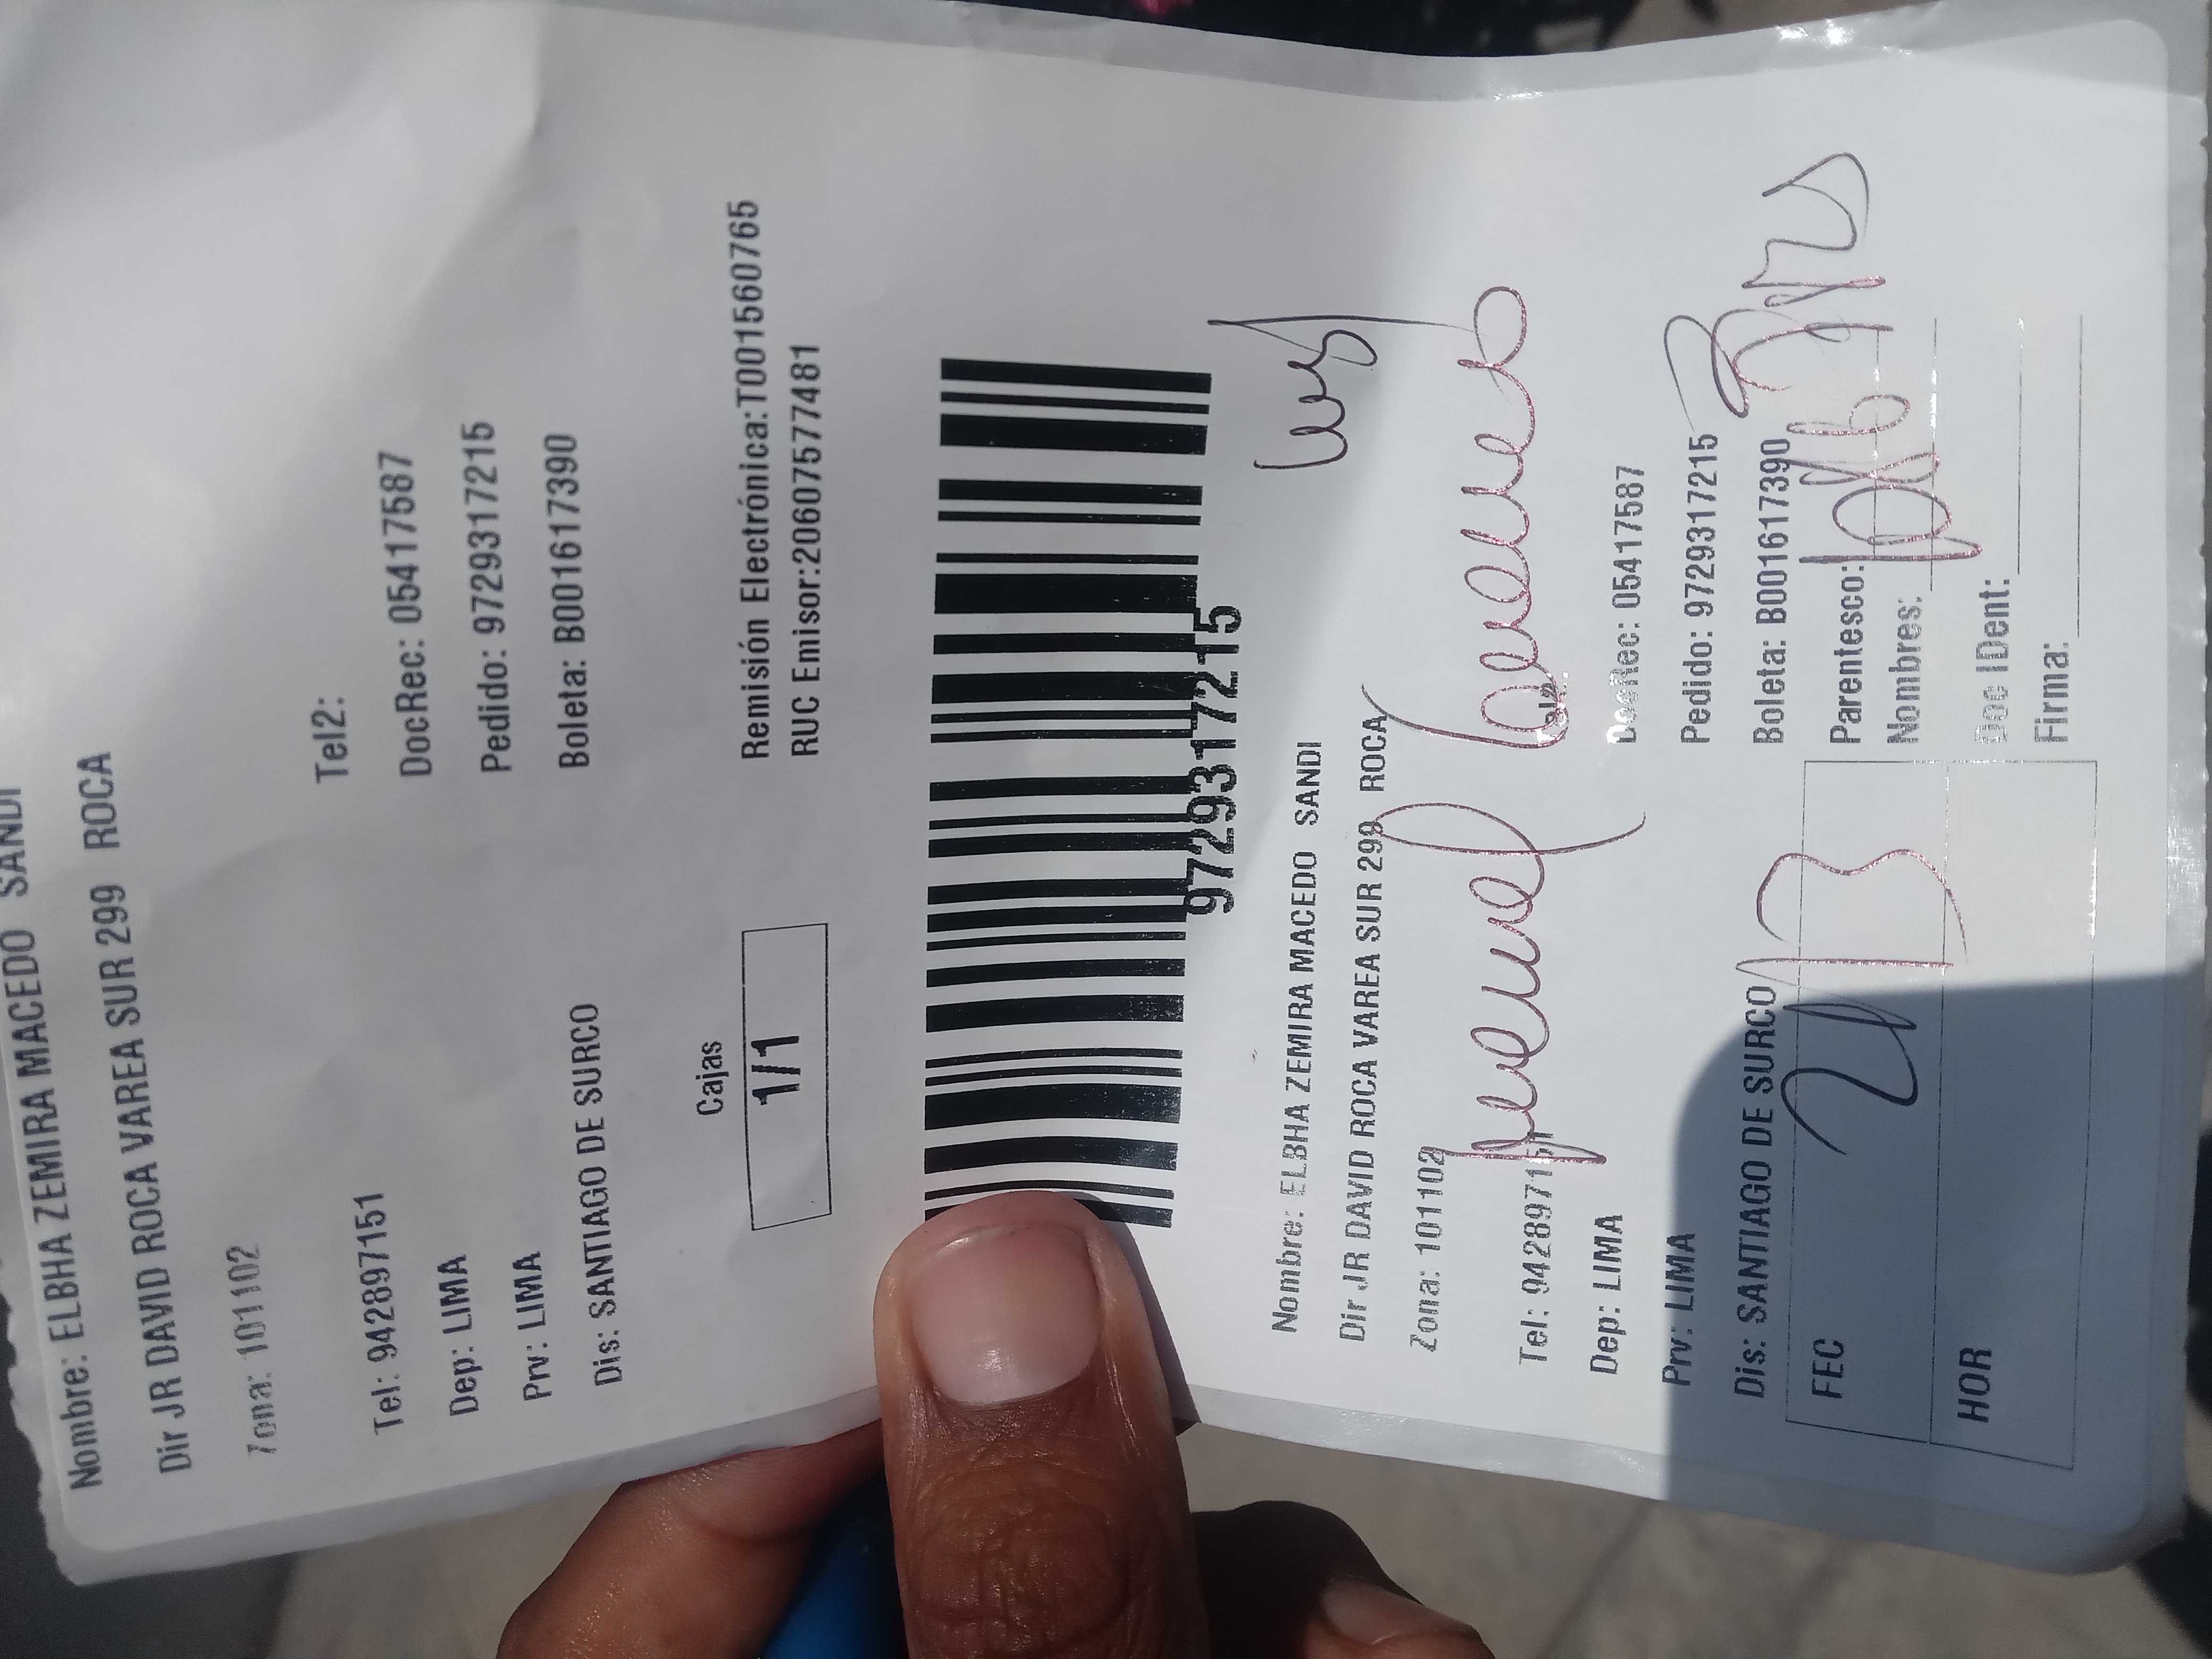 Nombre: ELBHA ZEMIRA MACEDO SANDI
Dir JR DAVID ROCA VAREA SUR 299 ROCA
Zona: 101102
Tel: 942897151 Tel2:
Dep: LIMA DocRec: 05417587
Prv: LIMA Pedido: 9729317215
Dis: SANTIAGO DE SURCO Boleta: B001617390
Cajas
1/1
Remisión Electrónica:T001560765
RUC Emisor:20607577481
9729317215
Nombre: ELBHA ZEMIRA MACEDO SANDI
Dir JR DAVID ROCA VAREA SUR 299 ROCA
Zona: 101102
Tel: 942897151
Dep: LIMA DocRec: 05417587
Prv: LIMA Pedido: 9729317215
Dis: SANTIAGO DE SURCO Boleta: B001617390
FEC Parentesco:
Nombres:
HOR Doc IDent:
Firma: